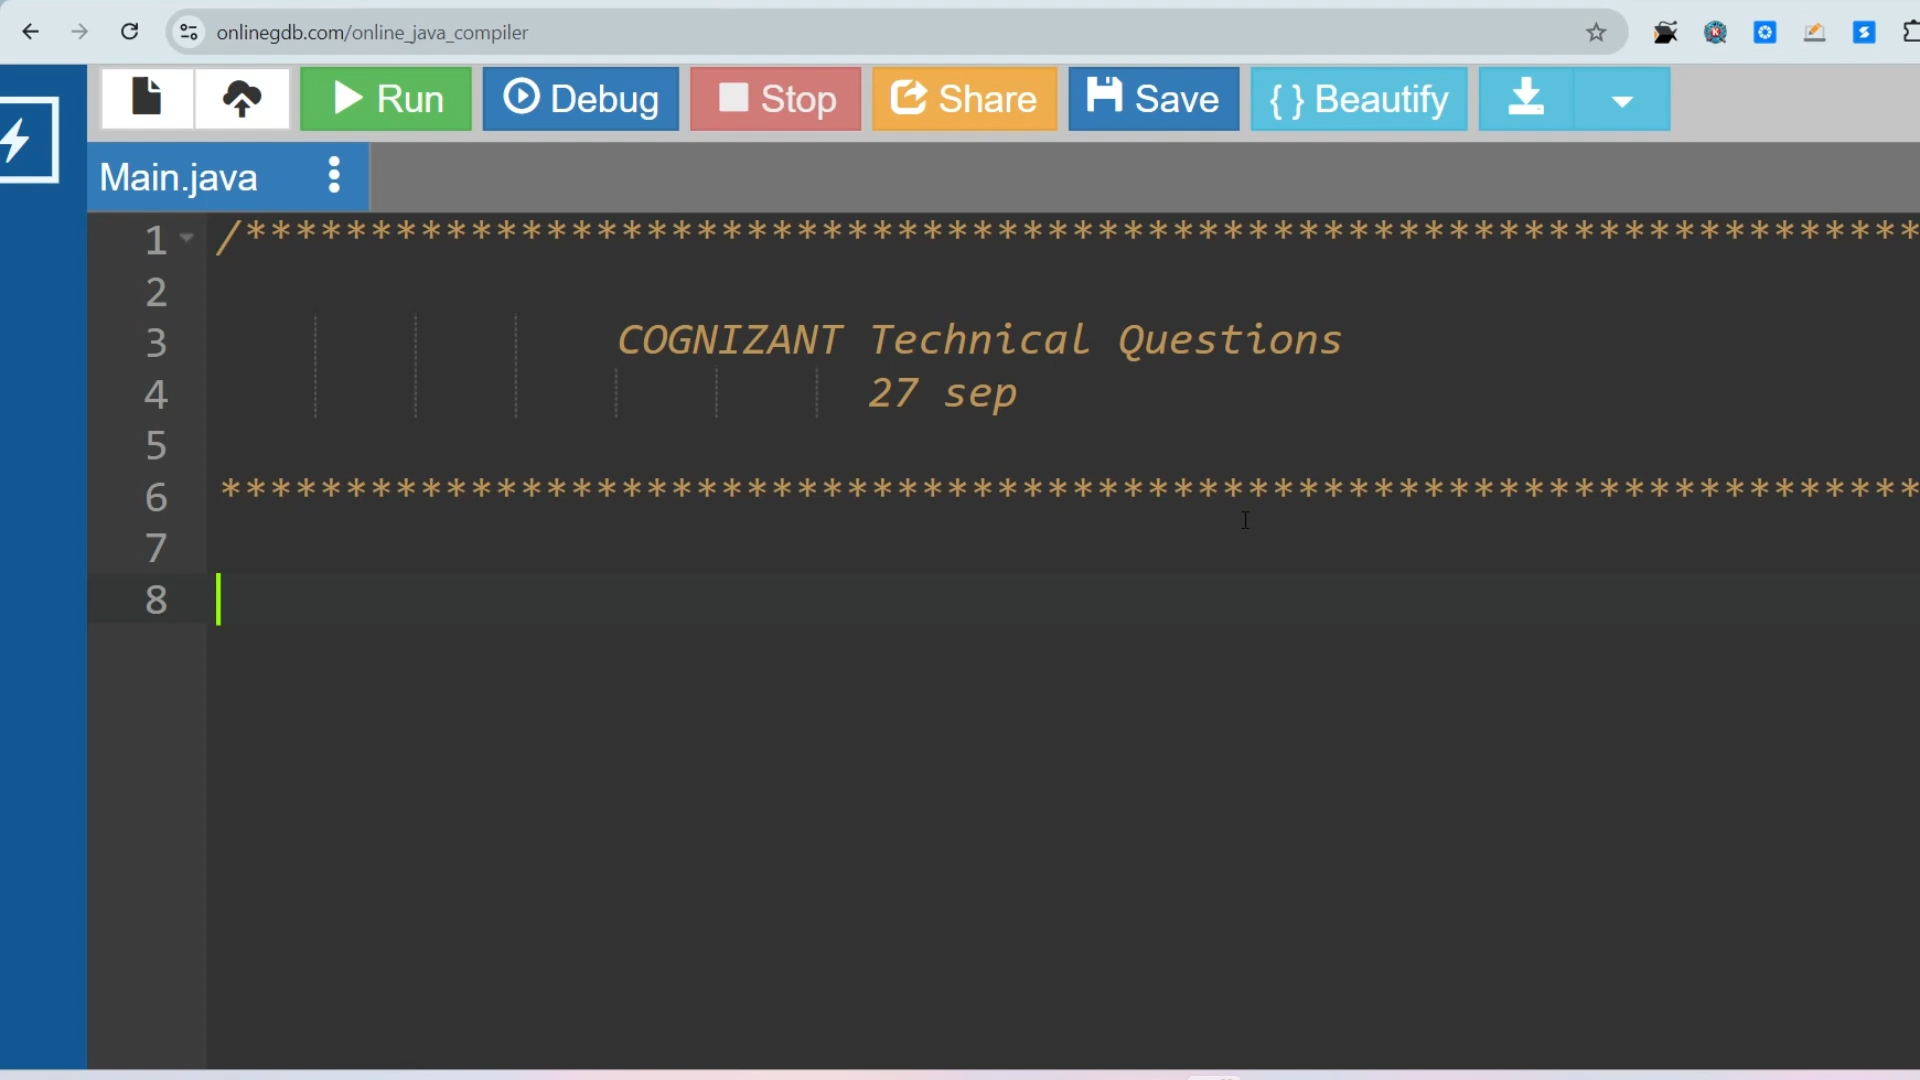 onlinegdb.com/online_java_compiler
Run Debug Stop Share Save { } Beautify
Main.java
1 /********************************************************************
2
3 COGNIZANT Technical Questions
4 27 sep
5
6 ********************************************************************
7
8